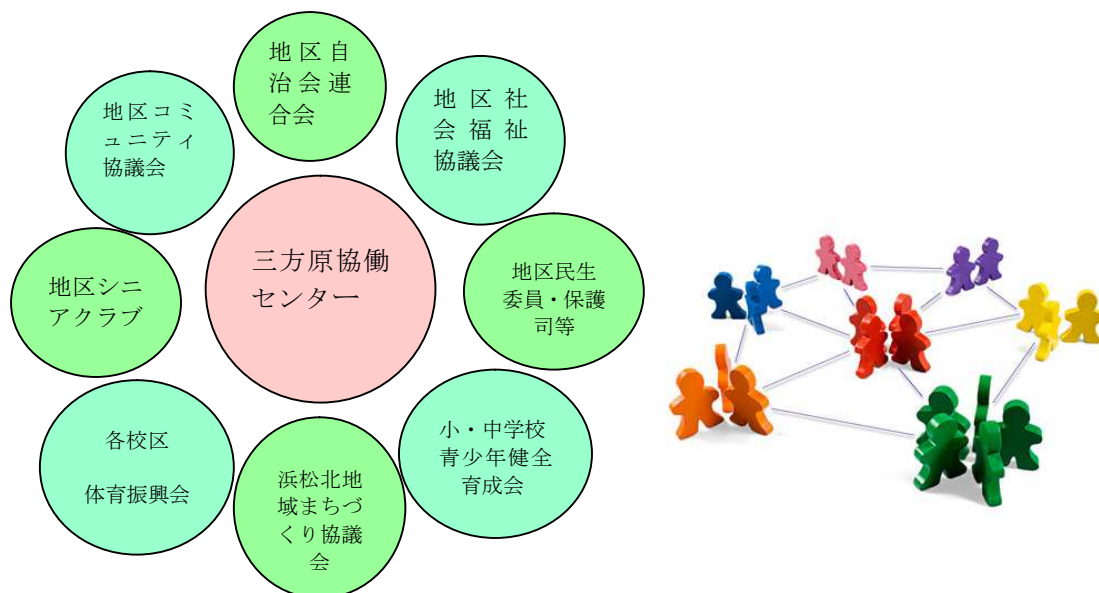 地区自
治会連
合会
地区社
会福祉
協議会
地区民生
委員・保護
司等
小・中学校
青少年健全
育成会
浜松北地
域まちづ
くり協議
会
各校区
体育振興会
地区シニ
アクラブ
地区コミ
ュニティ
協議会
三方原協働
センター